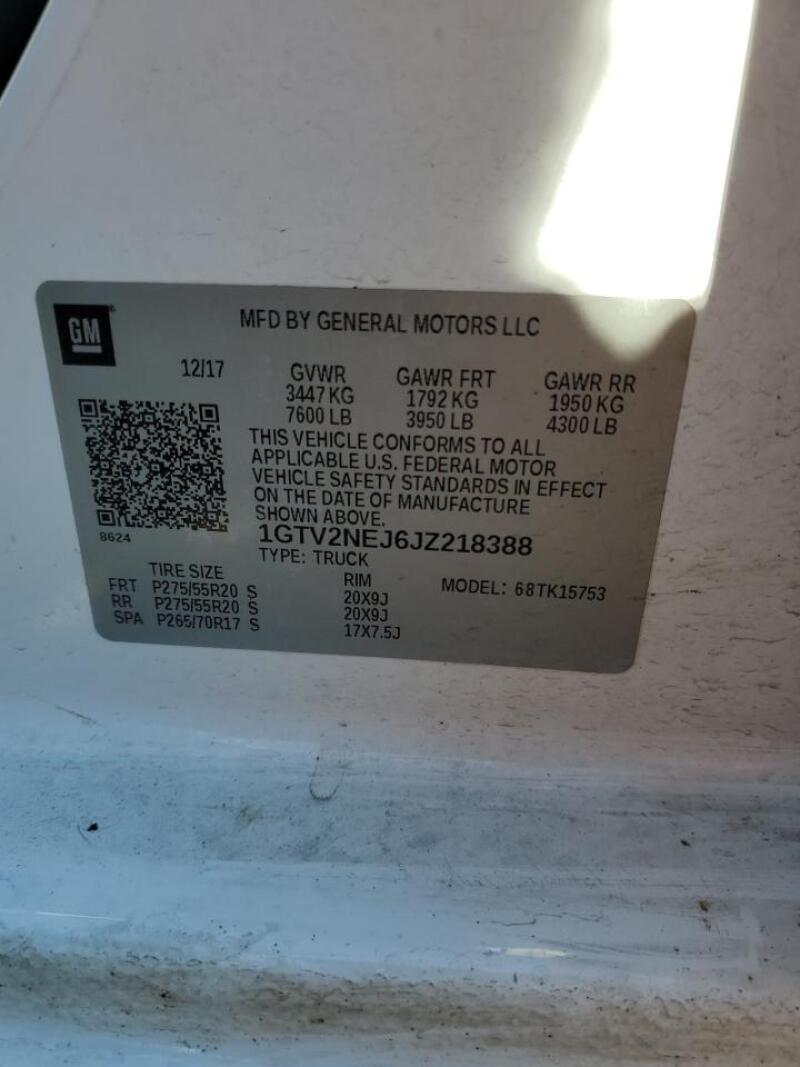 GM
MFD BY GENERAL MOTORS LLC
12/17 GVWR GAWR FRT GAWR RR
3447 KG 1792 KG 1950 KG
7600 LB 3950 LB 4300 LB
THIS VEHICLE CONFORMS TO ALL
APPLICABLE U.S. FEDERAL MOTOR
VEHICLE SAFETY STANDARDS IN EFFECT
ON THE DATE OF MANUFACTURE
SHOWN ABOVE.
8624
1GTV2NEJ6JZ218388
TYPE: TRUCK
TIRE SIZE RIM MODEL: 68TK15753
FRT P275/55R20 S 20X9J
RR P275/55R20 S 20X9J
SPA P265/70R17 S 17X7.5J